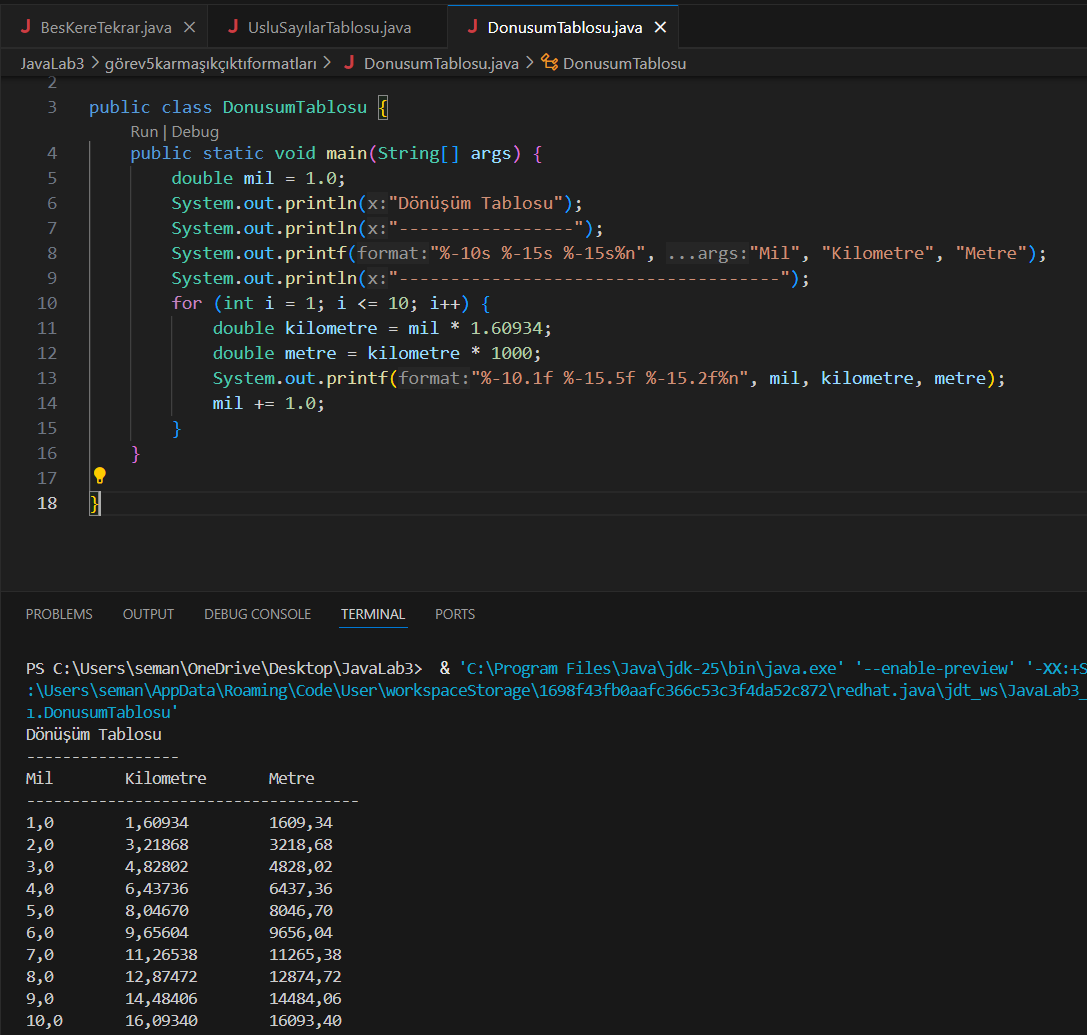 BesKereTekrar.java UsluSayılarTablosu.java DonusumTablosu.java
JavaLab3 > görev5karmaşıkçıktıformatları > DonusumTablosu.java > DonusumTablosu
2
3 public class DonusumTablosu {
Run | Debug
4 public static void main(String[] args) {
5 double mil = 1.0;
6 System.out.println(x:"Dönüşüm Tablosu");
7 System.out.println(x:"-----------------");
8 System.out.printf(format:"%-10s %-15s %-15s%n", ...args:"Mil", "Kilometre", "Metre");
9 System.out.println(x:"-------------------------------------");
10 for (int i = 1; i <= 10; i++) {
11 double kilometre = mil * 1.60934;
12 double metre = kilometre * 1000;
13 System.out.printf(format:"%-10.1f %-15.5f %-15.2f%n", mil, kilometre, metre);
14 mil += 1.0;
15 }
16 }
17
18 }
PROBLEMS OUTPUT DEBUG CONSOLE TERMINAL PORTS
PS C:\Users\seman\OneDrive\Desktop\JavaLab3> & 'C:\Program Files\Java\jdk-25\bin\java.exe' '--enable-preview' '-XX:+S
:\Users\seman\AppData\Roaming\Code\User\workspaceStorage\1698f43fb0aafc366c53c3f4da52c872\redhat.java\jdt_ws\JavaLab3_
ı.DonusumTablosu'
Dönüşüm Tablosu
-----------------
Mil Kilometre Metre
-------------------------------------
1,0 1,60934 1609,34
2,0 3,21868 3218,68
3,0 4,82802 4828,02
4,0 6,43736 6437,36
5,0 8,04670 8046,70
6,0 9,65604 9656,04
7,0 11,26538 11265,38
8,0 12,87472 12874,72
9,0 14,48406 14484,06
10,0 16,09340 16093,40